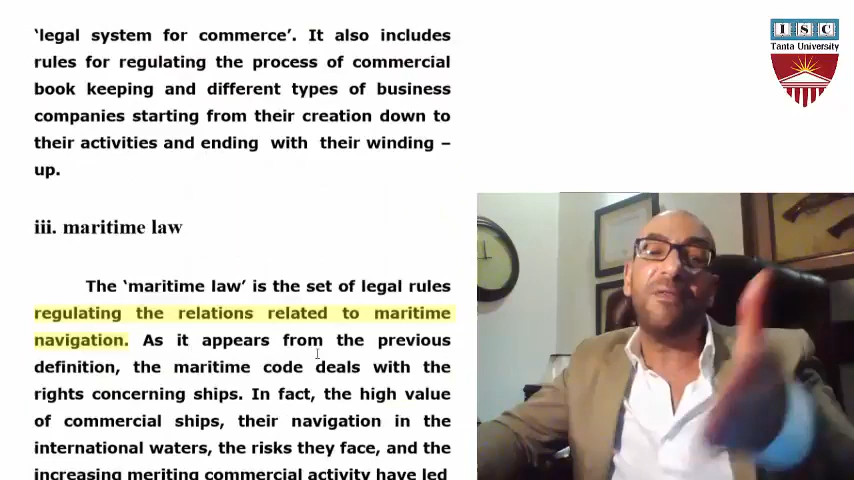 ‘legal system for commerce’. It also includes
rules for regulating the process of commercial
book keeping and different types of business
companies starting from their creation down to
their activities and ending with their winding –
up.
iii. maritime law
The ‘maritime law’ is the set of legal rules
regulating the relations related to maritime
navigation. As it appears from the previous
definition, the maritime code deals with the
rights concerning ships. In fact, the high value
of commercial ships, their navigation in the
international waters, the risks they face, and the
increasing meriting commercial activity have led
I S C
Tanta University